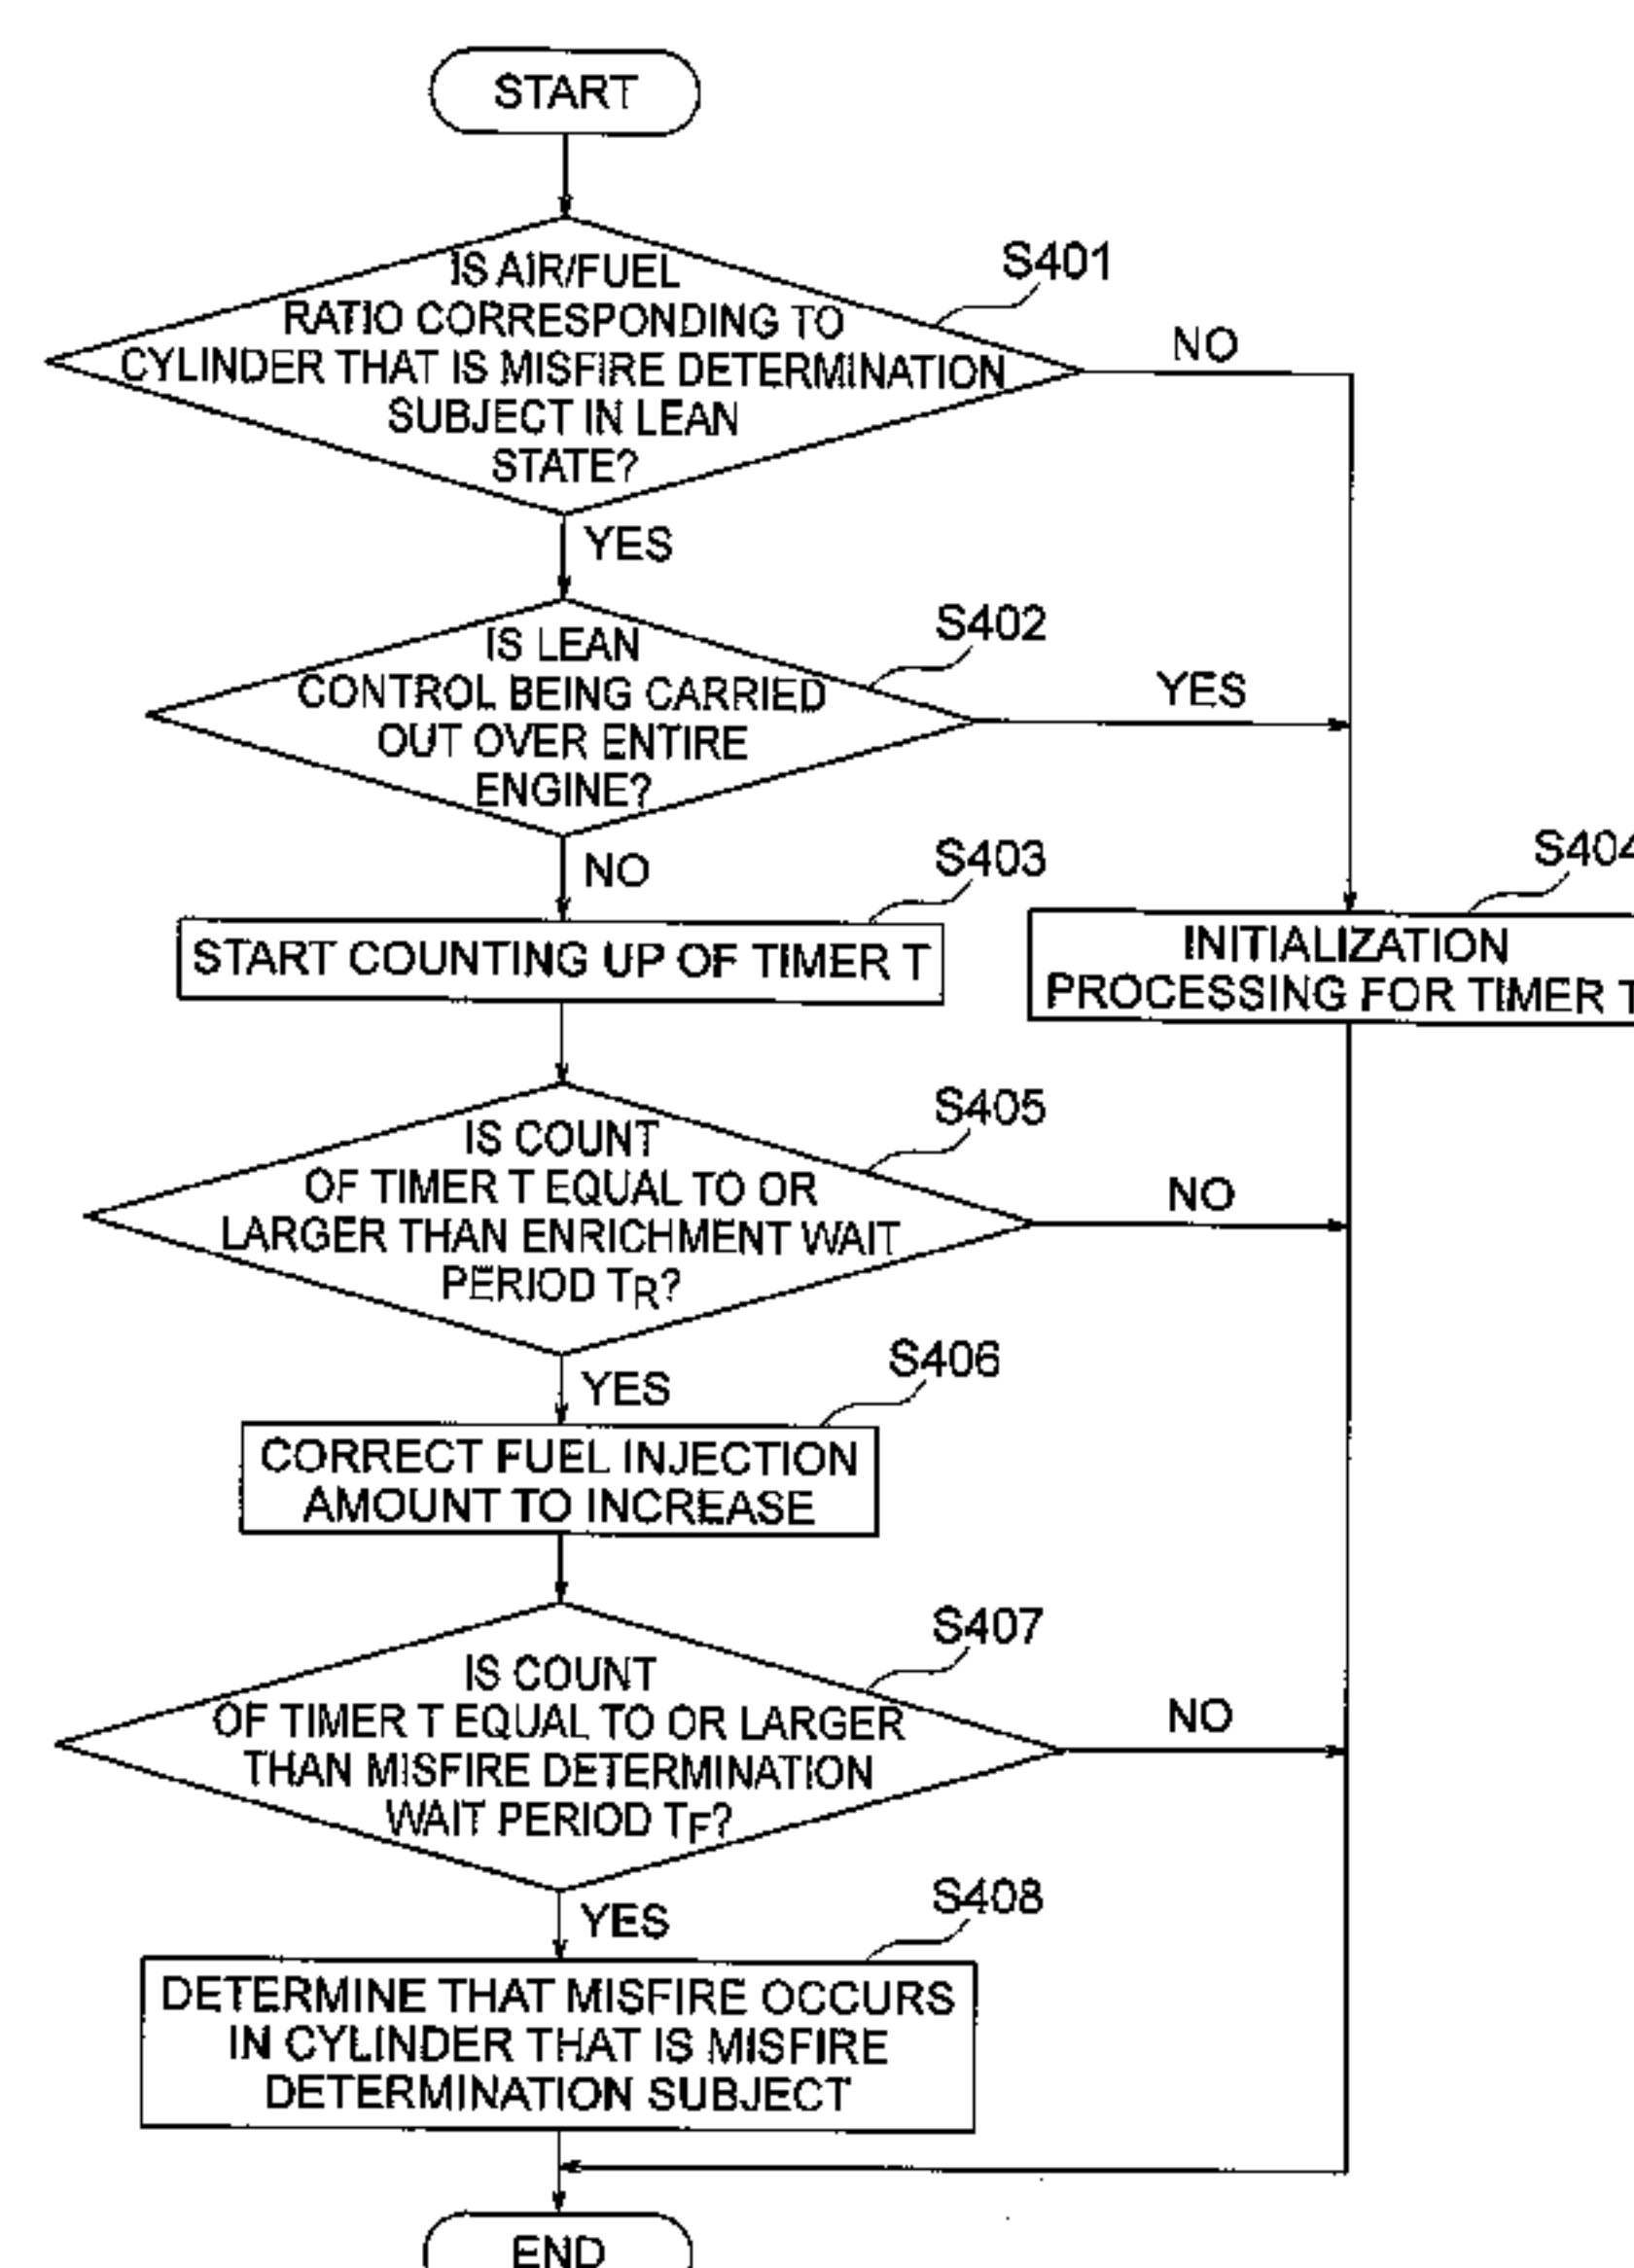 START
IS AIR/FUEL
RATIO CORRESPONDING TO
CYLINDER THAT IS MISFIRE DETERMINATION
SUBJECT IN LEAN
STATE?
S401
NO
YES
IS LEAN
CONTROL BEING CARRIED
OUT OVER ENTIRE
ENGINE?
S402
YES
NO
S403
START COUNTING UP OF TIMER T
S404
INITIALIZATION
PROCESSING FOR TIMER T
IS COUNT
OF TIMER T EQUAL TO OR
LARGER THAN ENRICHMENT WAIT
PERIOD TR?
S405
NO
YES
S406
CORRECT FUEL INJECTION
AMOUNT TO INCREASE
IS COUNT
OF TIMER T EQUAL TO OR LARGER
THAN MISFIRE DETERMINATION
WAIT PERIOD TF?
S407
NO
YES
S408
DETERMINE THAT MISFIRE OCCURS
IN CYLINDER THAT IS MISFIRE
DETERMINATION SUBJECT
END